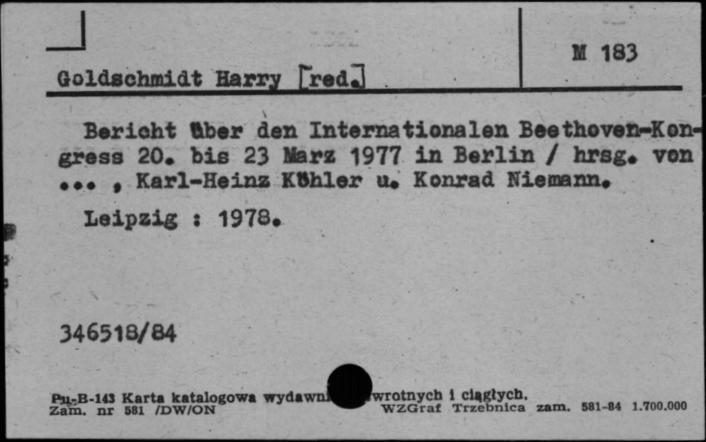 M 183
Goldschmidt Harry [red.]
Bericht über den Internationalen Beethoven-Kon-
gress 20. bis 23 Marz 1977 in Berlin / hrsg. von
... , Karl-Heinz Köhler u. Konrad Niemann.
Leipzig : 1978.
346518/84
Pu-B-143 Karta katalogowa wydawn wrotnych i ciągłych.
Zam. nr 581 /DW/ON WZGraf Trzebnica zam. 581-84 1.700.000